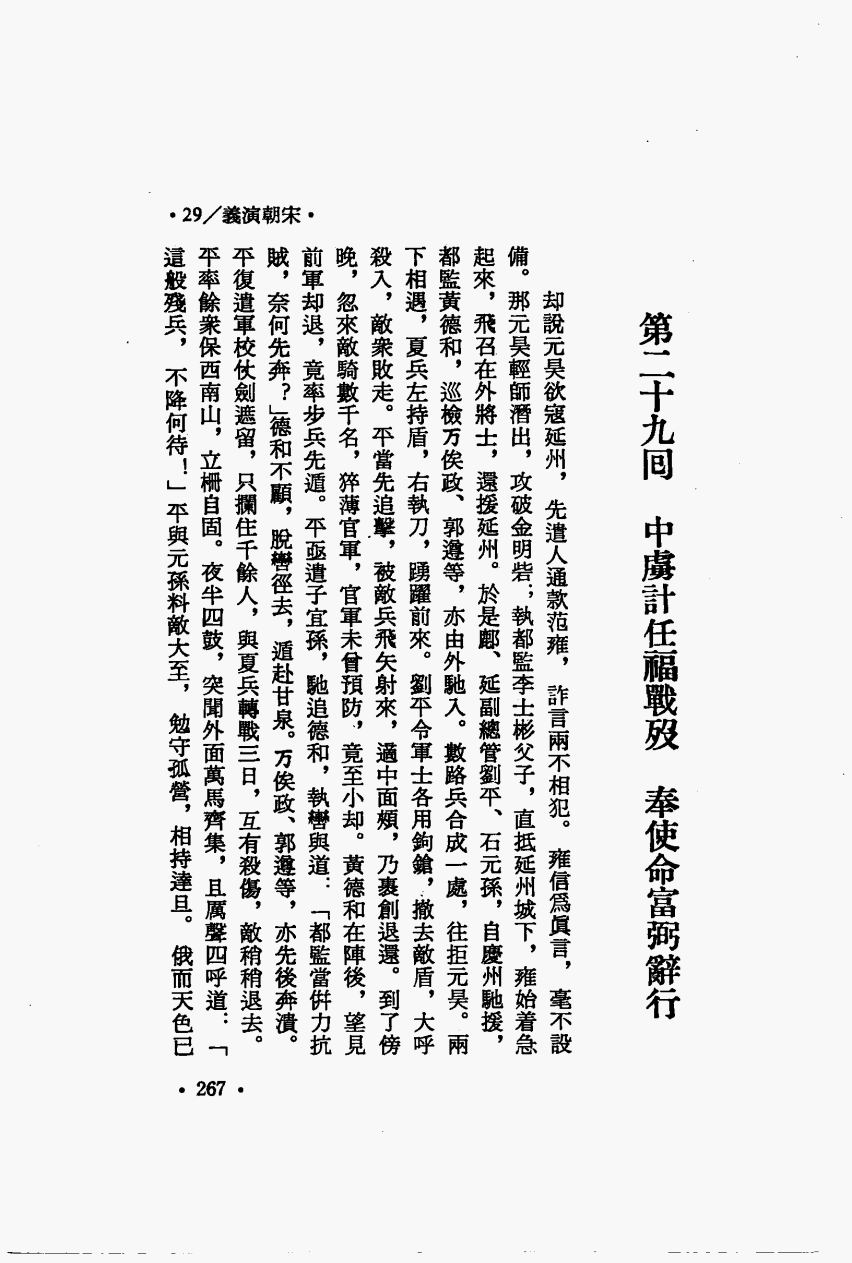 ·29／義演朝宋·
第二十九回　中虜計任福戰歿　奉使命富弼辭行
却說元昊欲寇延州，先遣人通款范雍，詐言兩不相犯。雍信爲眞言，毫不設
備。那元昊輕師潛出，攻破金明砦；執都監李士彬父子，直抵延州城下，雍始着急
起來，飛召在外將士，還援延州。於是鄜、延副總管劉平、石元孫，自慶州馳援，
都監黃德和，巡檢万俟政、郭遵等，亦由外馳入。數路兵合成一處，往拒元昊。兩
下相遇，夏兵左持盾，右執刀，踴躍前來。劉平令軍士各用鉤鎗，撤去敵盾，大呼
殺入，敵衆敗走。平當先追擊，被敵兵飛矢射來，適中面頰，乃裹創退還。到了傍
晚，忽來敵騎數千名，猝薄官軍，官軍未曾預防，竟至小却。黃德和在陣後，望見
前軍却退，竟率步兵先遁。平亟遣子宜孫，馳追德和，執轡與道：「都監當併力抗
賊，奈何先奔？」德和不顧，脫轡徑去，遁赴甘泉。万俟政、郭遵等，亦先後奔潰。
平復遣軍校仗劍遮留，只攔住千餘人，與夏兵轉戰三日，互有殺傷，敵稍稍退去。
平率餘衆保西南山，立柵自固。夜半四鼓，突聞外面萬馬齊集，且厲聲四呼道：「
這般殘兵，不降何待！」平與元孫料敵大至，勉守孤營，相持達旦。俄而天色已
·267·